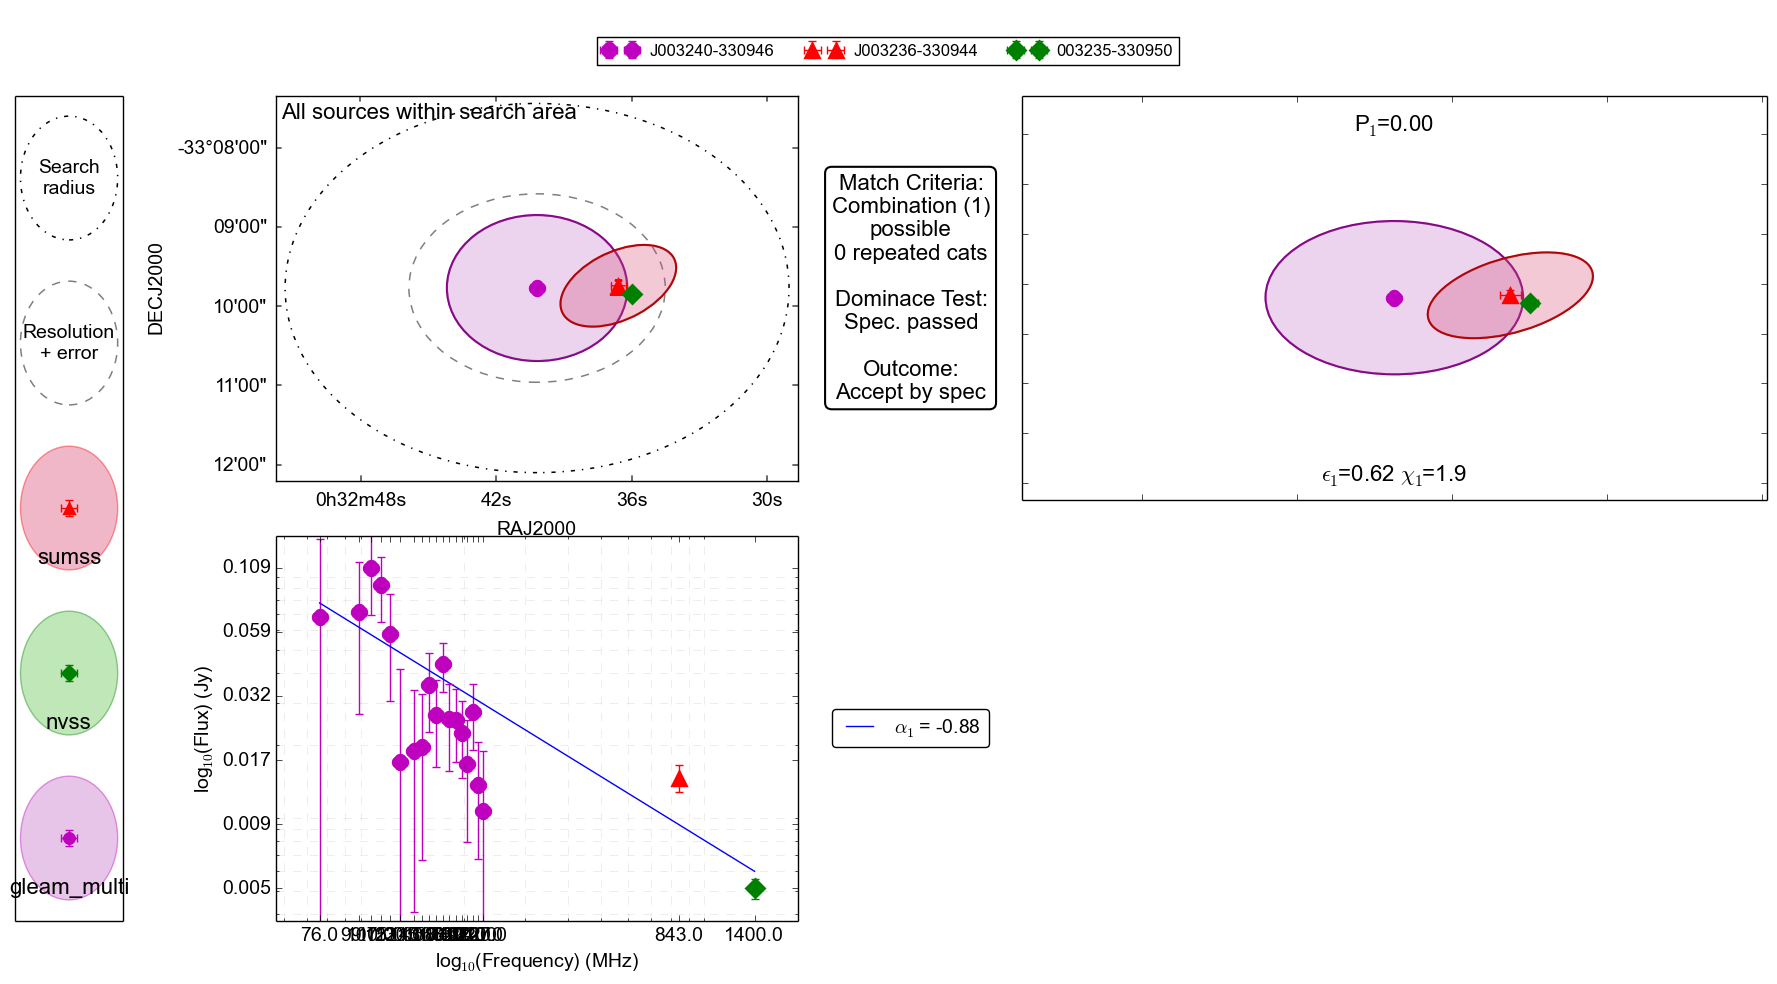 J003240-330946 J003236-330944 003235-330950
Search
radius
Resolution
+ error
sumss
nvss
gleam_multi
All sources within search area
DECJ2000
-33°08'00"
09'00"
10'00"
11'00"
12'00"
0h32m48s 42s 36s 30s
RAJ2000
Match Criteria:
Combination (1)
possible
0 repeated cats
Dominace Test:
Spec. passed
Outcome:
Accept by spec
P₁=0.00
ϵ₁=0.62 χ₁=1.9
log₁₀(Flux) (Jy)
0.109
0.059
0.032
0.017
0.009
0.005
76.0 843.0 1400.0
log₁₀(Frequency) (MHz)
α₁ = -0.88